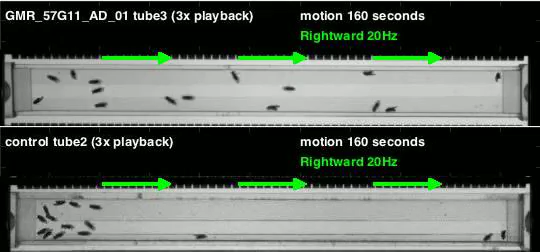 GMR_57G11_AD_01 tube3 (3x playback)
motion 160 seconds
Rightward 20Hz
control tube2 (3x playback)
motion 160 seconds
Rightward 20Hz